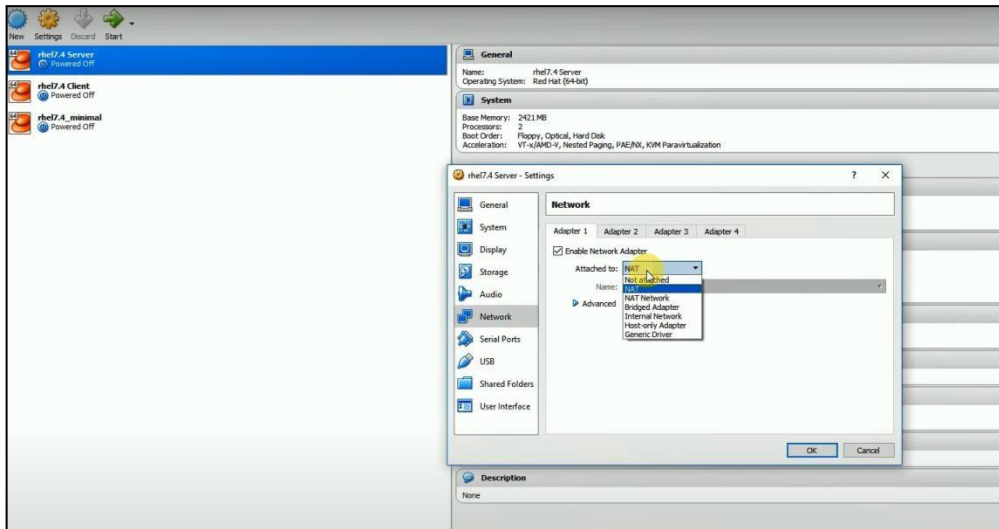 New Settings Discard Start
64 rhel7.4 Server
Powered Off
64 rhel7.4 Client
Powered Off
64 rhel7.4_minimal
Powered Off
General
Name: rhel7.4 Server
Operating System: Red Hat (64-bit)
System
Base Memory: 2421 MB
Processors: 2
Boot Order: Floppy, Optical, Hard Disk
Acceleration: VT-x/AMD-V, Nested Paging, PAE/NX, KVM Paravirtualization
rhel7.4 Server - Settings
General
System
Display
Storage
Audio
Network
Serial Ports
USB
Shared Folders
User Interface
Network
Adapter 1 Adapter 2 Adapter 3 Adapter 4
Enable Network Adapter
Attached to: NAT
Not attached
NAT
NAT Network
Bridged Adapter
Internal Network
Host-only Adapter
Generic Driver
Name:
Advanced
OK Cancel
Description
None